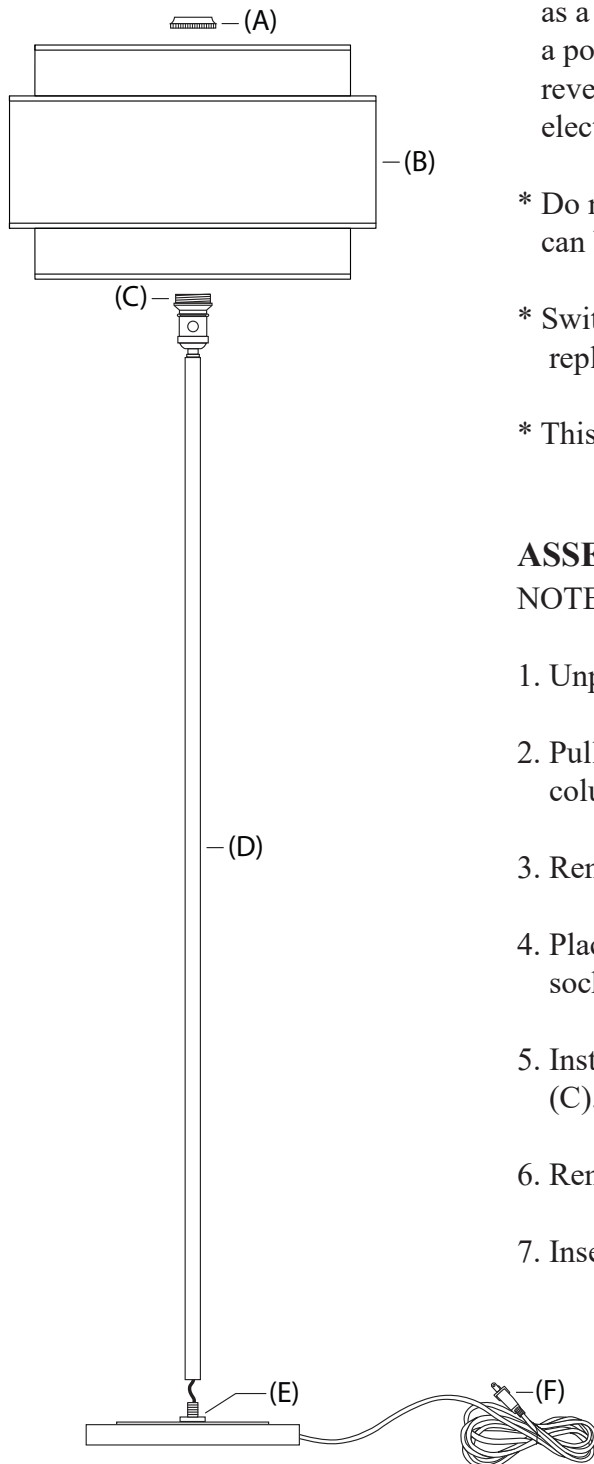 (A)
(B)
(C)
(D)
(E)
(F)
as a
a po
reve
elect
* Do n
can
* Swit
repl
* This
ASSE
NOTE
1. Unp
2. Pull
colu
3. Rem
4. Plac
sock
5. Inst
(C).
6. Rem
7. Inse